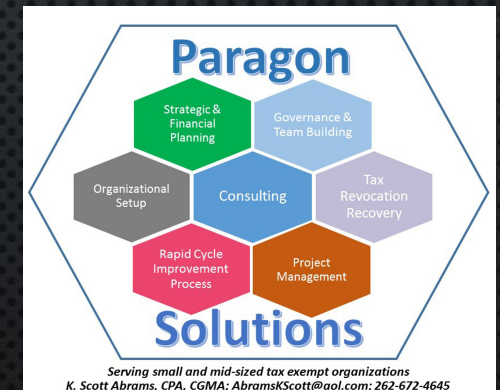 Paragon
Strategic &
Financial
Planning
Governance &
Team Building
Organizational
Setup
Consulting
Tax
Revocation
Recovery
Rapid Cycle
Improvement
Process
Project
Management
Solutions
Serving small and mid-sized tax exempt organizations
K. Scott Abrams, CPA, CGMA; AbramsKScott@aol.com; 262-672-4645